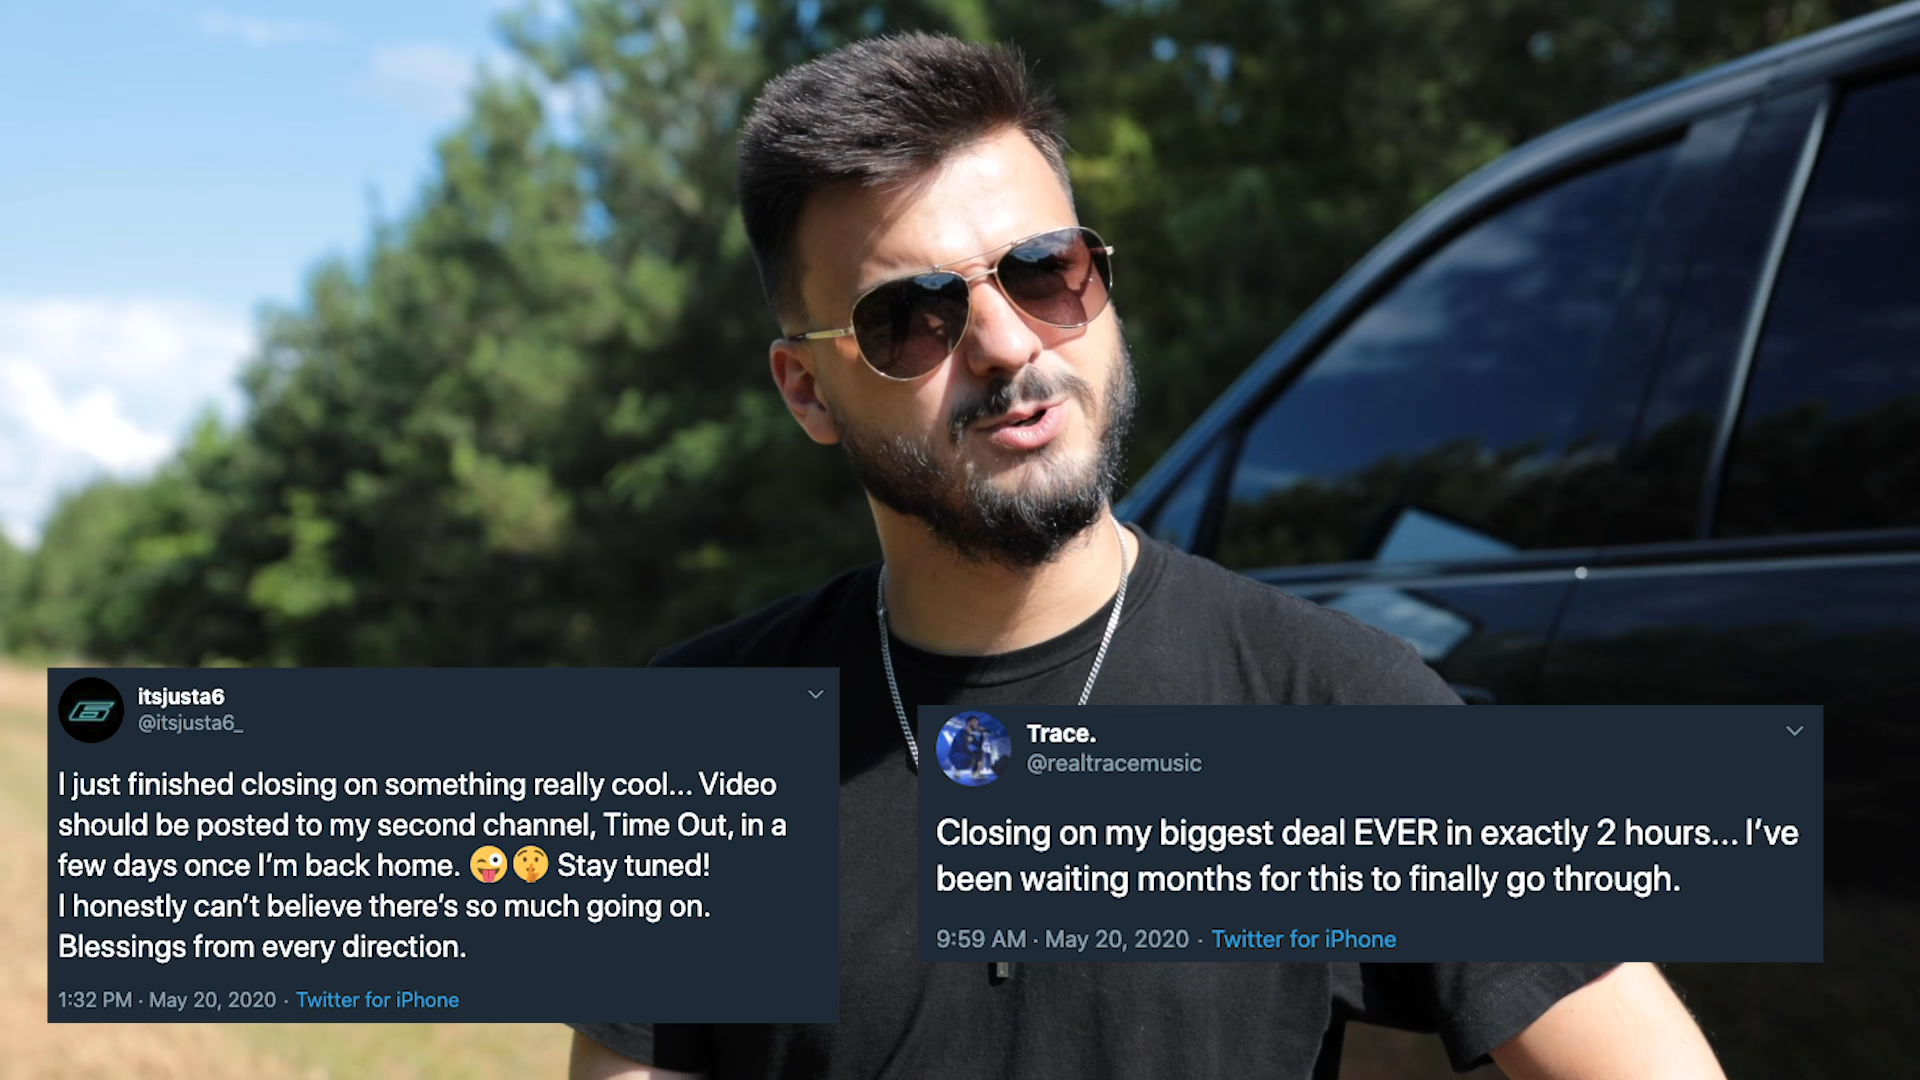 itsjusta6
@itsjusta6_
I just finished closing on something really cool... Video
should be posted to my second channel, Time Out, in a
few days once I’m back home. 😜🤫 Stay tuned!
I honestly can’t believe there’s so much going on.
Blessings from every direction.
1:32 PM · May 20, 2020 · Twitter for iPhone
Trace.
@realtracemusic
Closing on my biggest deal EVER in exactly 2 hours... I’ve
been waiting months for this to finally go through.
9:59 AM · May 20, 2020 · Twitter for iPhone